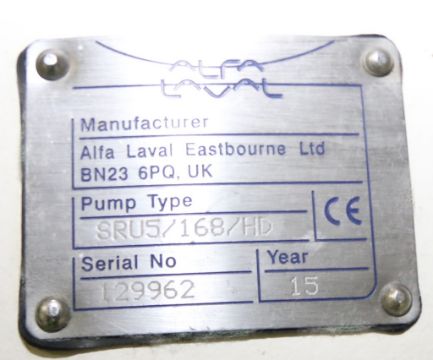 ALFA
LAVAL
Manufacturer
Alfa Laval Eastbourne Ltd
BN23 6PQ, UK
Pump Type
SRU5/168/HD
CE
Serial No
129962
Year
15